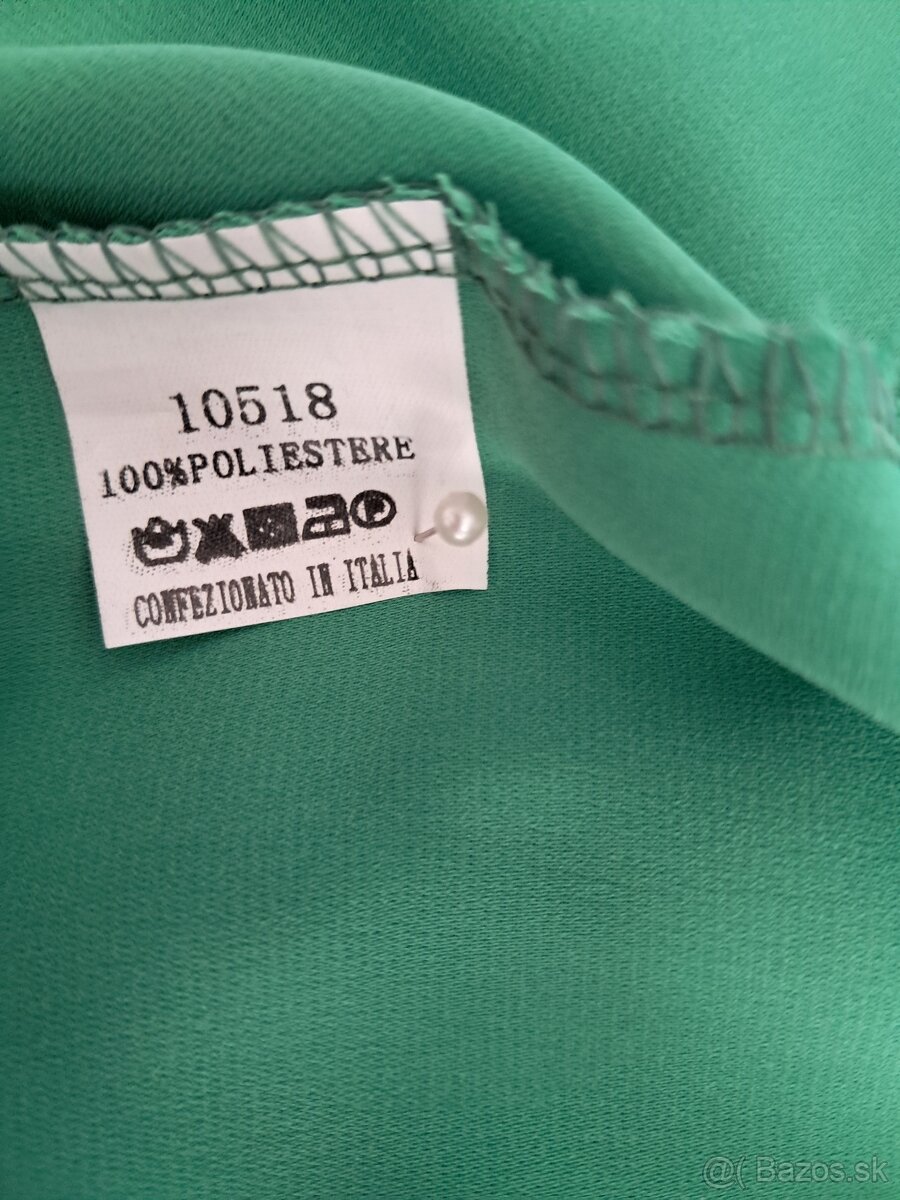 10518
100%POLIESTERE
CONFEZIONATO IN ITALIA
@( Bazos.sk